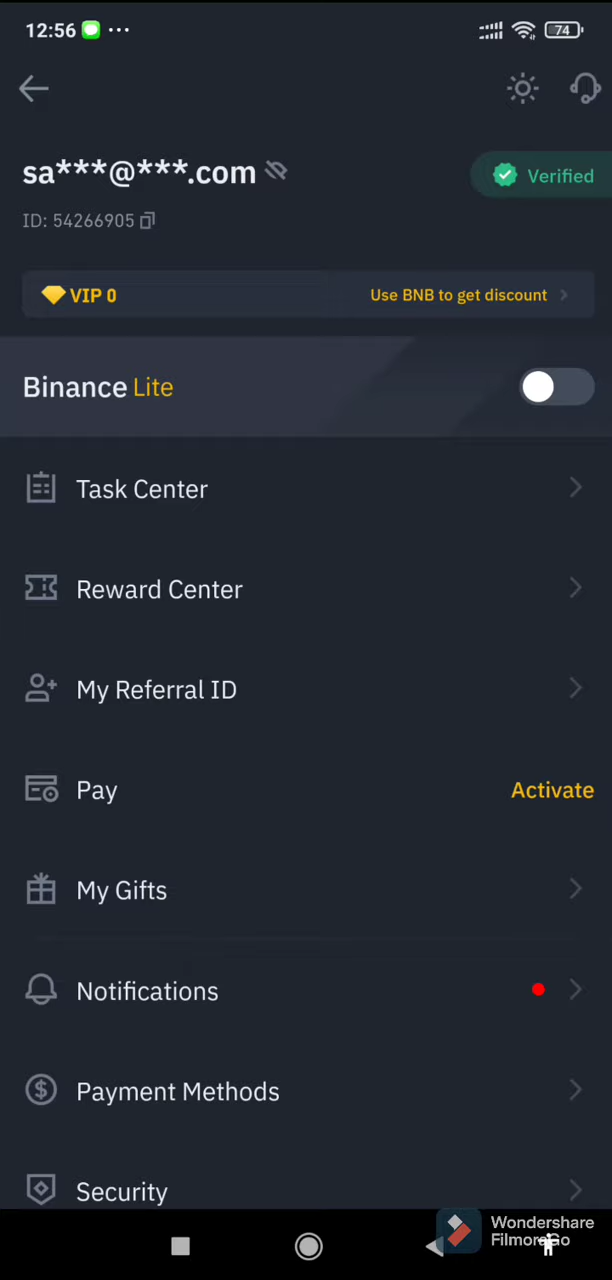 12:56
74
sa***@***.com
Verified
ID: 54266905
VIP 0
Use BNB to get discount
Binance Lite
Task Center
Reward Center
My Referral ID
Pay
Activate
My Gifts
Notifications
Payment Methods
Security
Wondershare
FilmoraGo